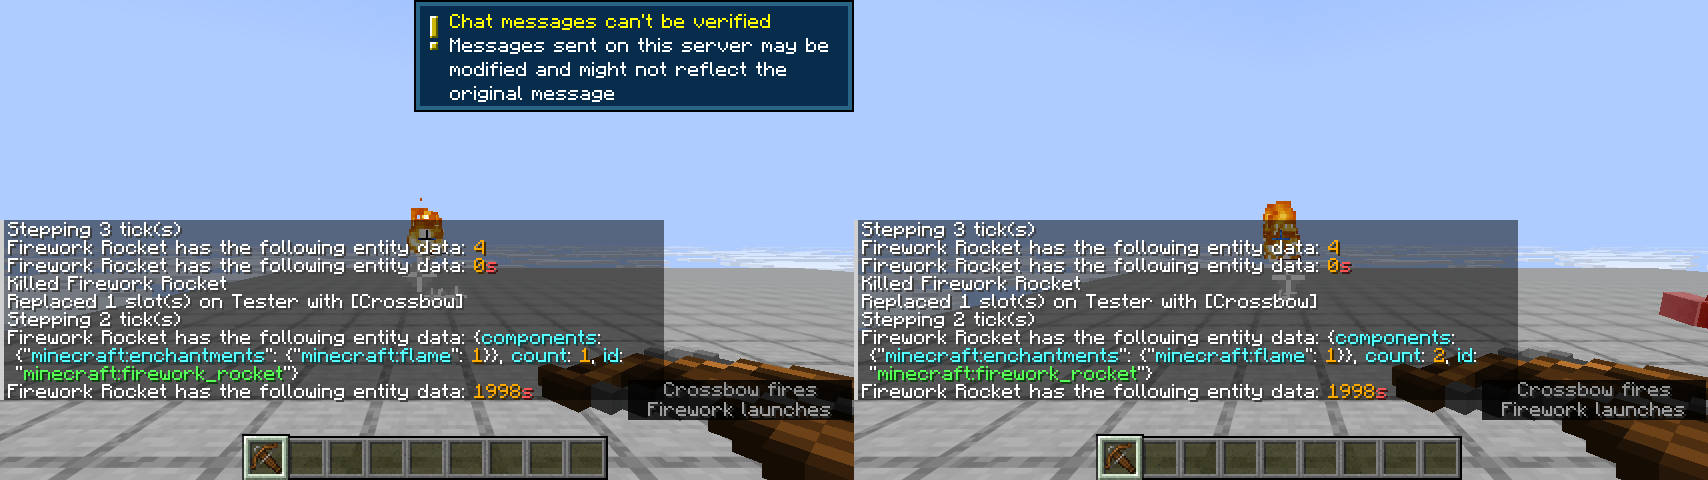 Chat messages can't be verified
Messages sent on this server may be
modified and might not reflect the
original message
Stepping 3 tick(s)
Firework Rocket has the following entity data: 4
Firework Rocket has the following entity data: 0s
Killed Firework Rocket
Replaced 1 slot(s) on Tester with [Crossbow]
Stepping 2 tick(s)
Firework Rocket has the following entity data: {components:
{"minecraft:enchantments": {"minecraft:flame": 1}}, count: 1, id:
"minecraft:firework_rocket"}
Firework Rocket has the following entity data: 1998s
Crossbow fires
Firework launches
Stepping 3 tick(s)
Firework Rocket has the following entity data: 4
Firework Rocket has the following entity data: 0s
Killed Firework Rocket
Replaced 1 slot(s) on Tester with [Crossbow]
Stepping 2 tick(s)
Firework Rocket has the following entity data: {components:
{"minecraft:enchantments": {"minecraft:flame": 1}}, count: 2, id:
"minecraft:firework_rocket"}
Firework Rocket has the following entity data: 1998s
Crossbow fires
Firework launches